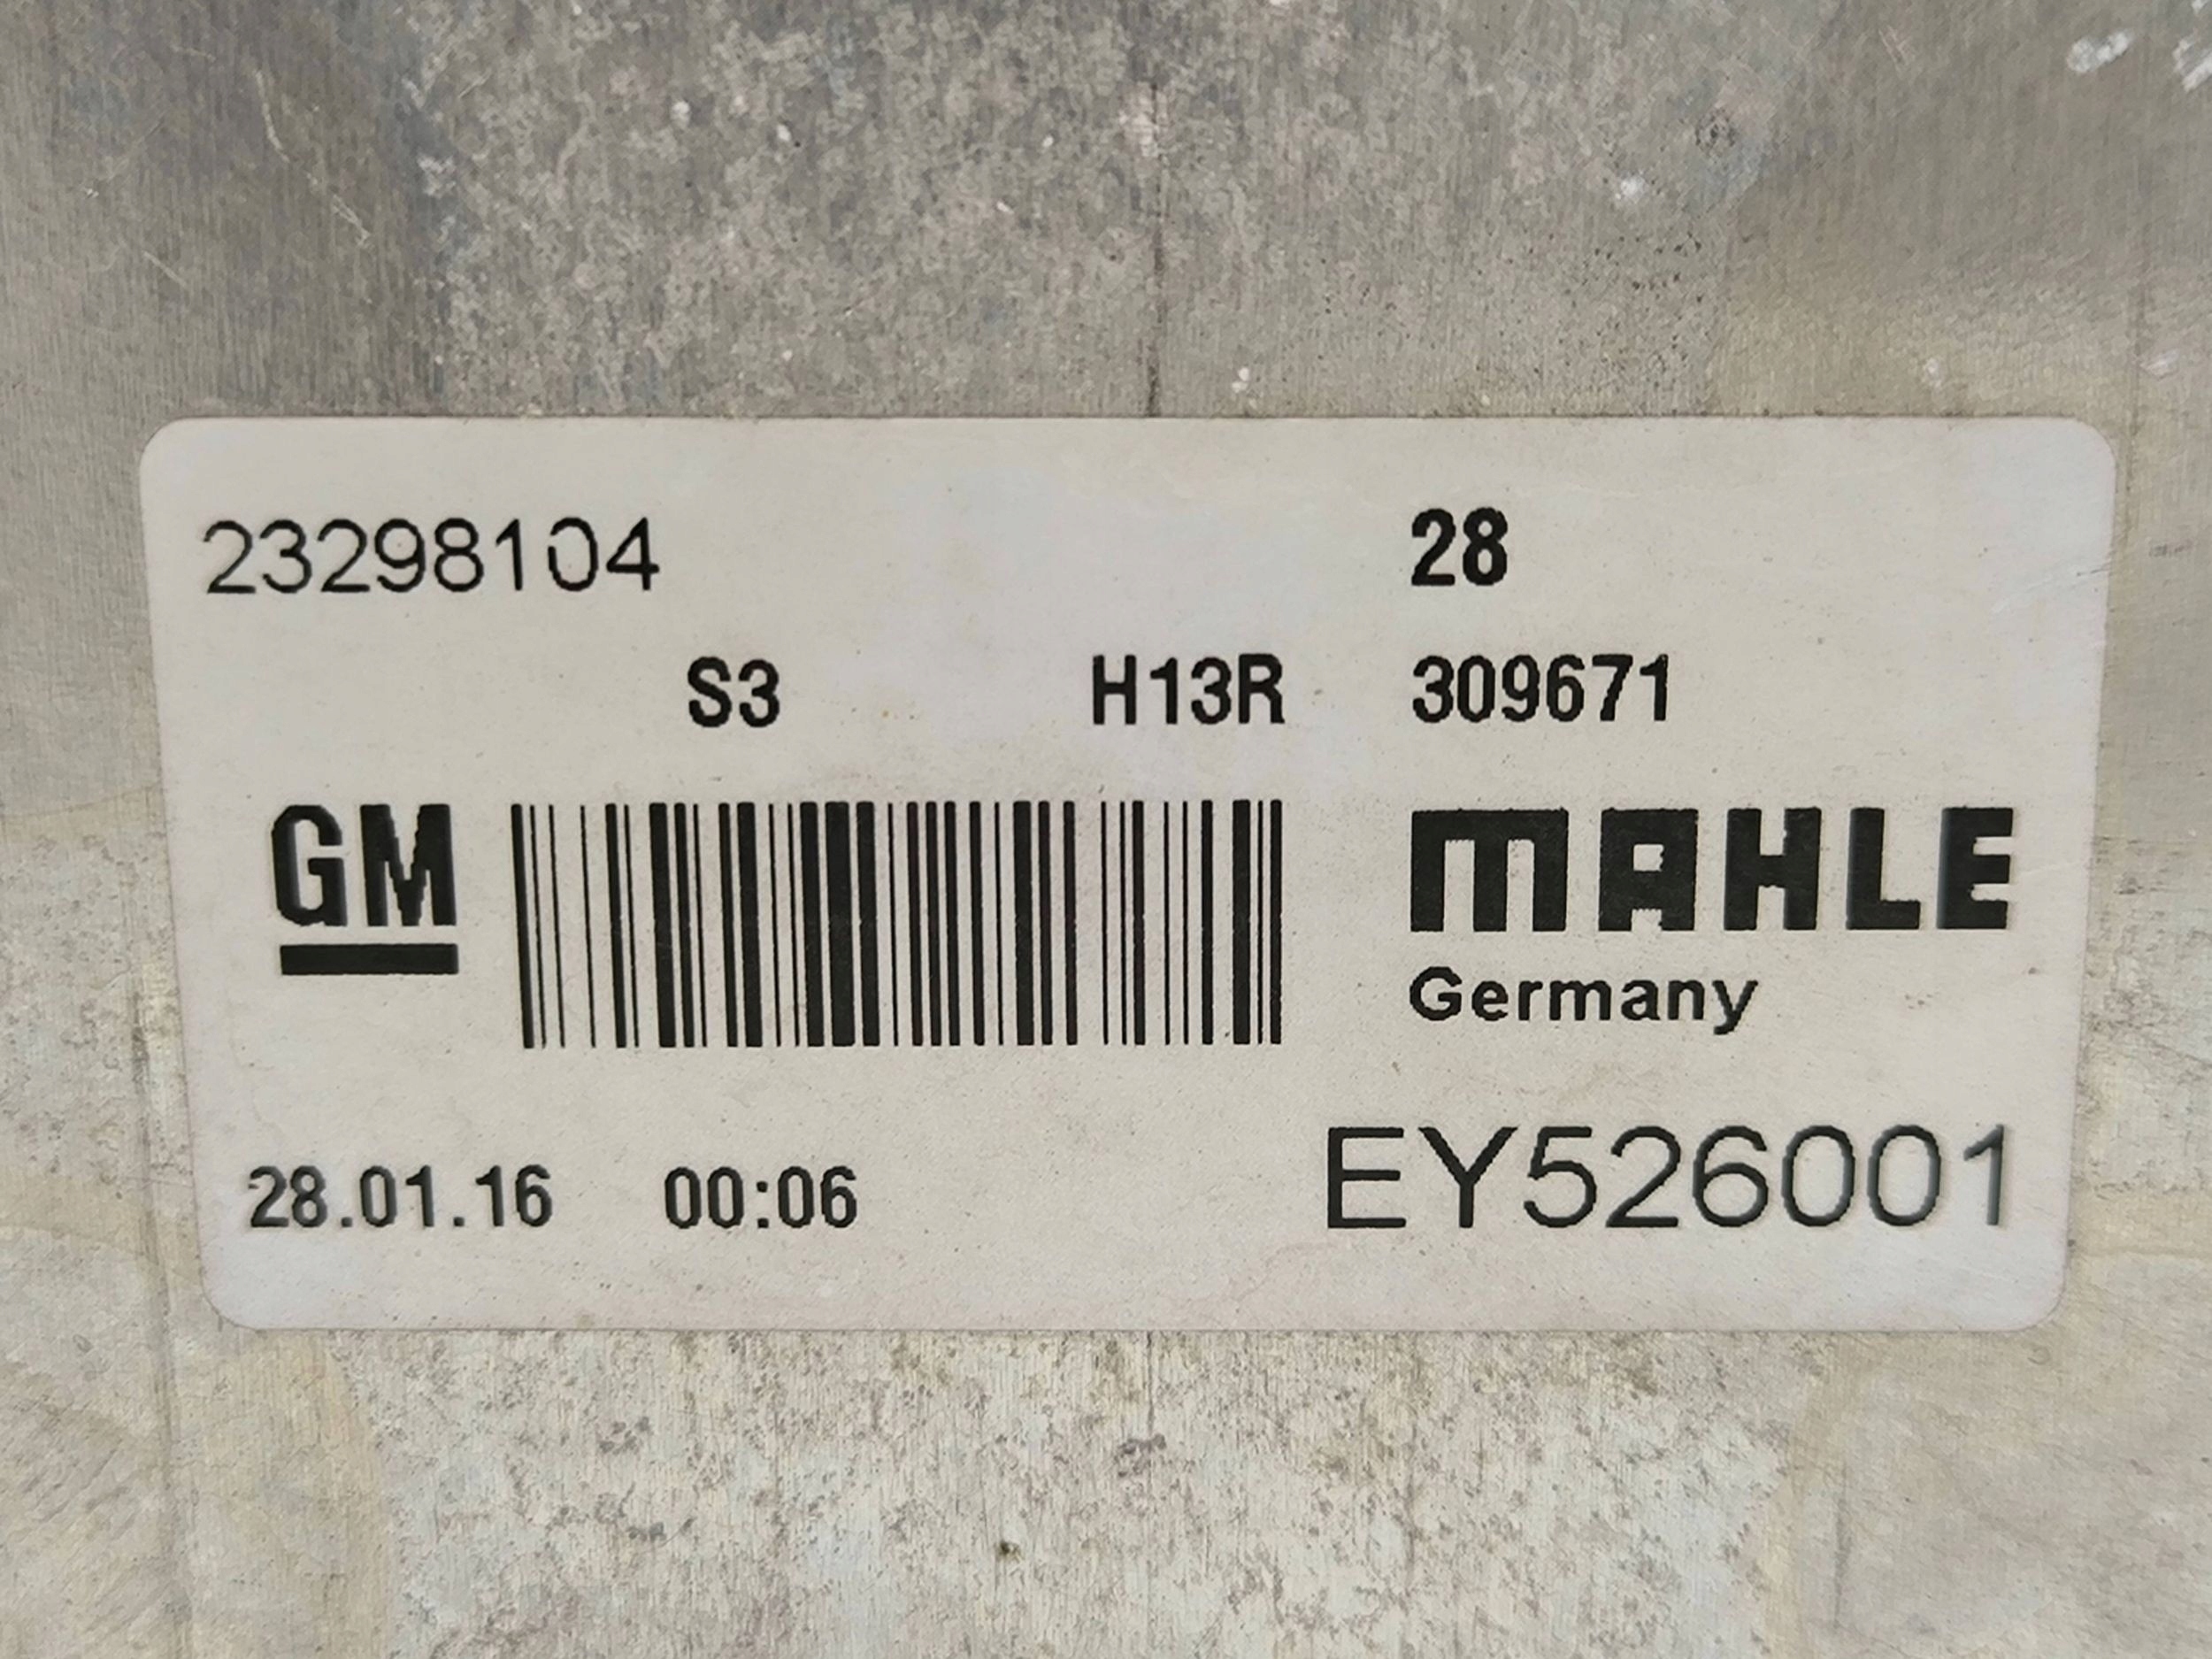 23298104 28
S3 H13R 309671
GM MAHLE
Germany
28.01.16 00:06 EY526001